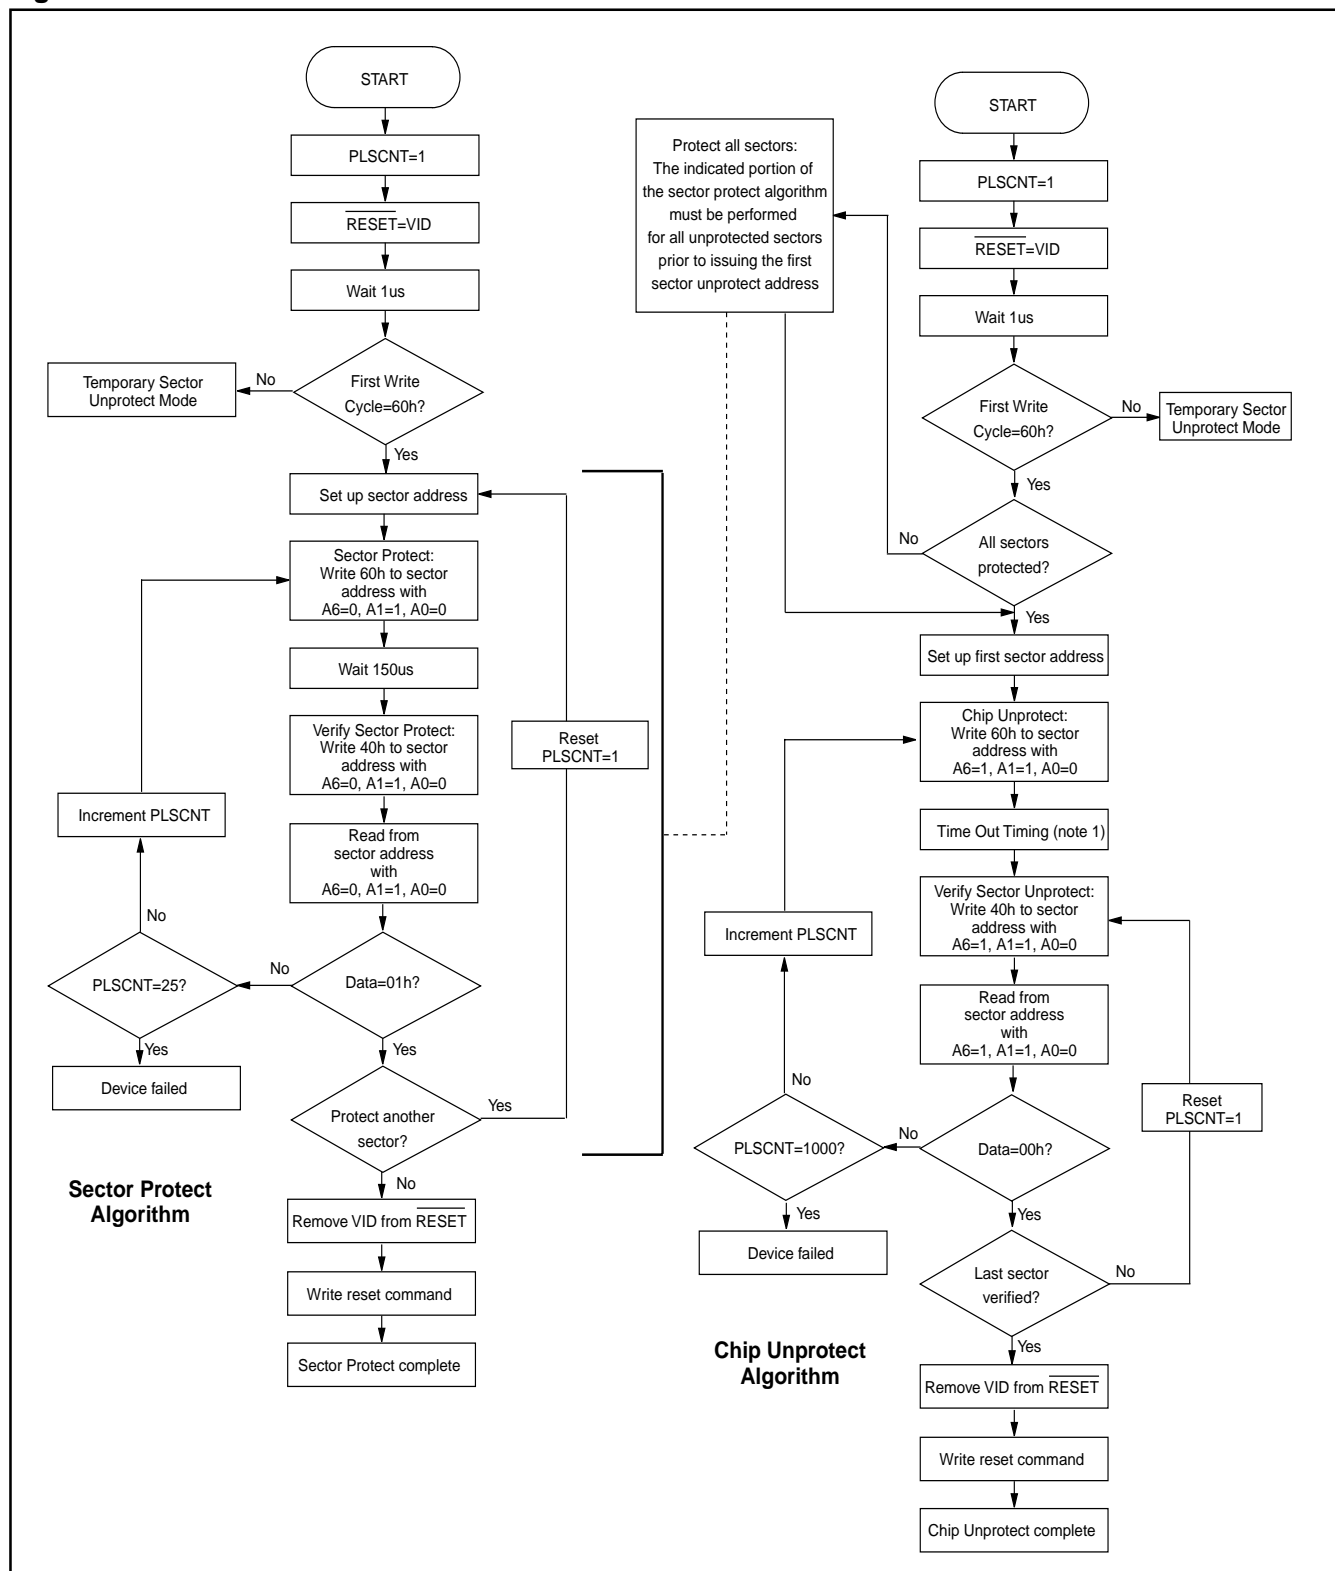 START
PLSCNT=1
RESET=VID
Wait 1us
First Write
Cycle=60h?
No
Temporary Sector
Unprotect Mode
Yes
Set up sector address
Sector Protect:
Write 60h to sector
address with
A6=0, A1=1, A0=0
Wait 150us
Verify Sector Protect:
Write 40h to sector
address with
A6=0, A1=1, A0=0
Reset
PLSCNT=1
Increment PLSCNT
Read from
sector address
with
A6=0, A1=1, A0=0
No
PLSCNT=25?
No
Data=01h?
Yes
Yes
Device failed
Protect another
sector?
Yes
No
Sector Protect
Algorithm
Remove VID from RESET
Write reset command
Sector Protect complete
Protect all sectors:
The indicated portion of
the sector protect algorithm
must be performed
for all unprotected sectors
prior to issuing the first
sector unprotect address
START
PLSCNT=1
RESET=VID
Wait 1us
First Write
Cycle=60h?
No
Temporary Sector
Unprotect Mode
Yes
No
All sectors
protected?
Yes
Set up first sector address
Chip Unprotect:
Write 60h to sector
address with
A6=1, A1=1, A0=0
Time Out Timing (note 1)
Verify Sector Unprotect:
Write 40h to sector
address with
A6=1, A1=1, A0=0
Increment PLSCNT
Read from
sector address
with
A6=1, A1=1, A0=0
No
Reset
PLSCNT=1
PLSCNT=1000?
No
Data=00h?
Yes
Yes
Device failed
Last sector
verified?
No
Yes
Chip Unprotect
Algorithm
Remove VID from RESET
Write reset command
Chip Unprotect complete